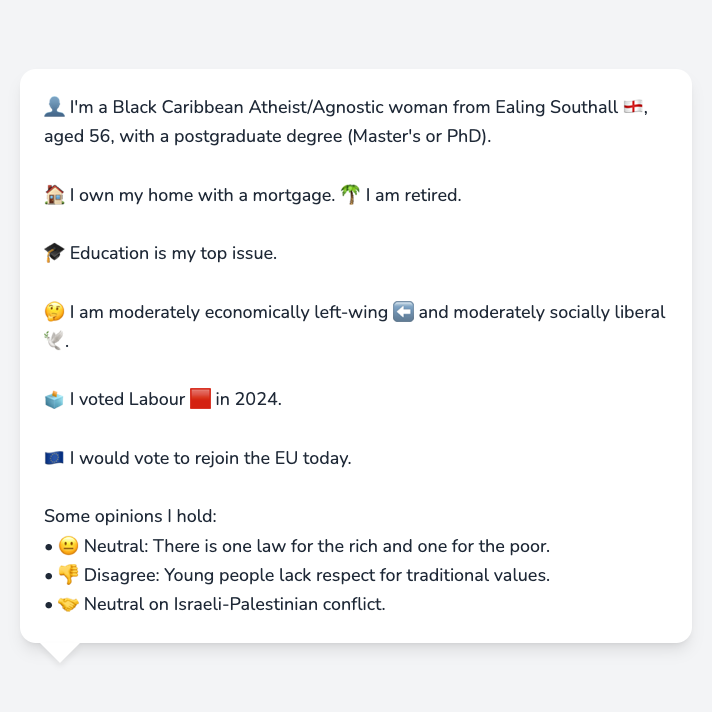 👤 I'm a Black Caribbean Atheist/Agnostic woman from Ealing Southall 🏴󠁧󠁢󠁥󠁮󠁧󠁿,
aged 56, with a postgraduate degree (Master's or PhD).
🏠 I own my home with a mortgage. 🌴 I am retired.
🎓 Education is my top issue.
🤔 I am moderately economically left-wing ⬅️ and moderately socially liberal
🕊️.
🗳️ I voted Labour 🟥 in 2024.
🇪🇺 I would vote to rejoin the EU today.
Some opinions I hold:
• 😐 Neutral: There is one law for the rich and one for the poor.
• 👎 Disagree: Young people lack respect for traditional values.
• 🤝 Neutral on Israeli-Palestinian conflict.